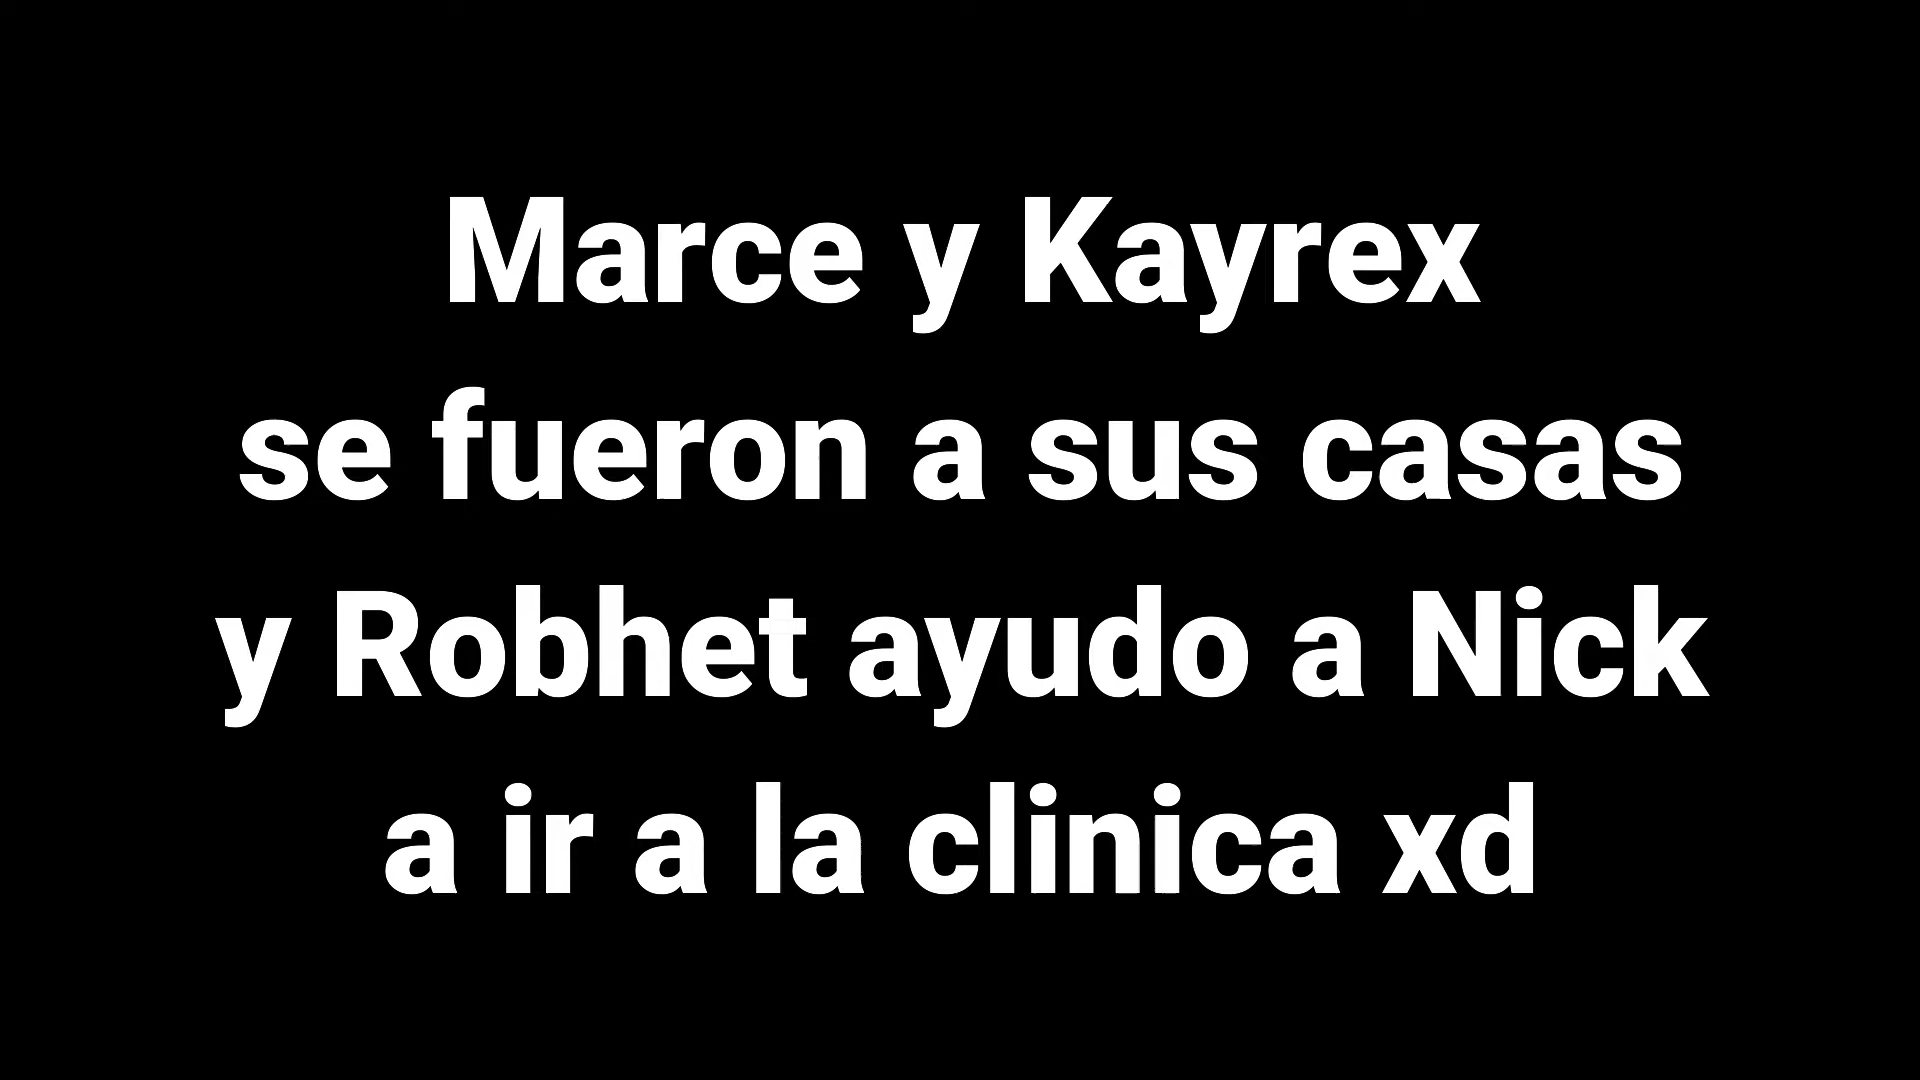 Marce y Kayrex
se fueron a sus casas
y Robhet ayudo a Nick
a ir a la clinica xd